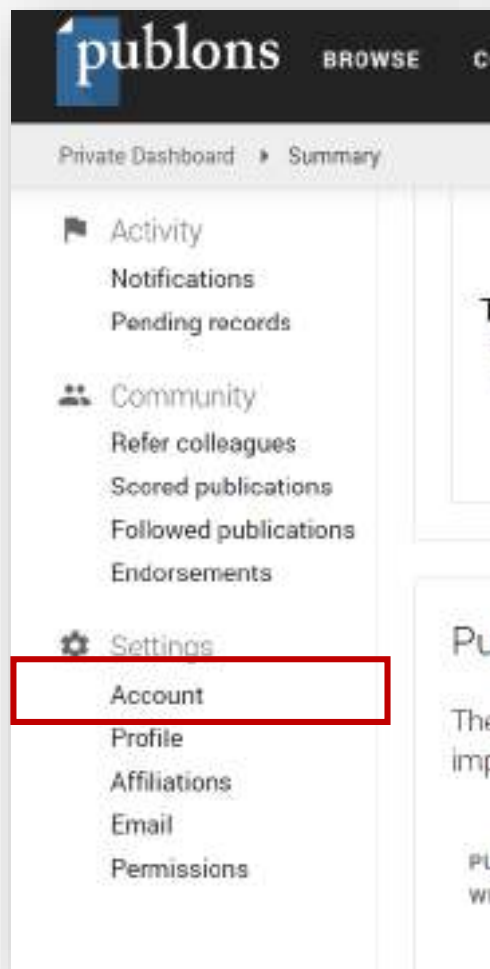 publons BROWSE
Private Dashboard ▸ Summary
Activity
Notifications
Pending records
Community
Refer colleagues
Scored publications
Followed publications
Endorsements
Settings
Account
Profile
Affiliations
Email
Permissions